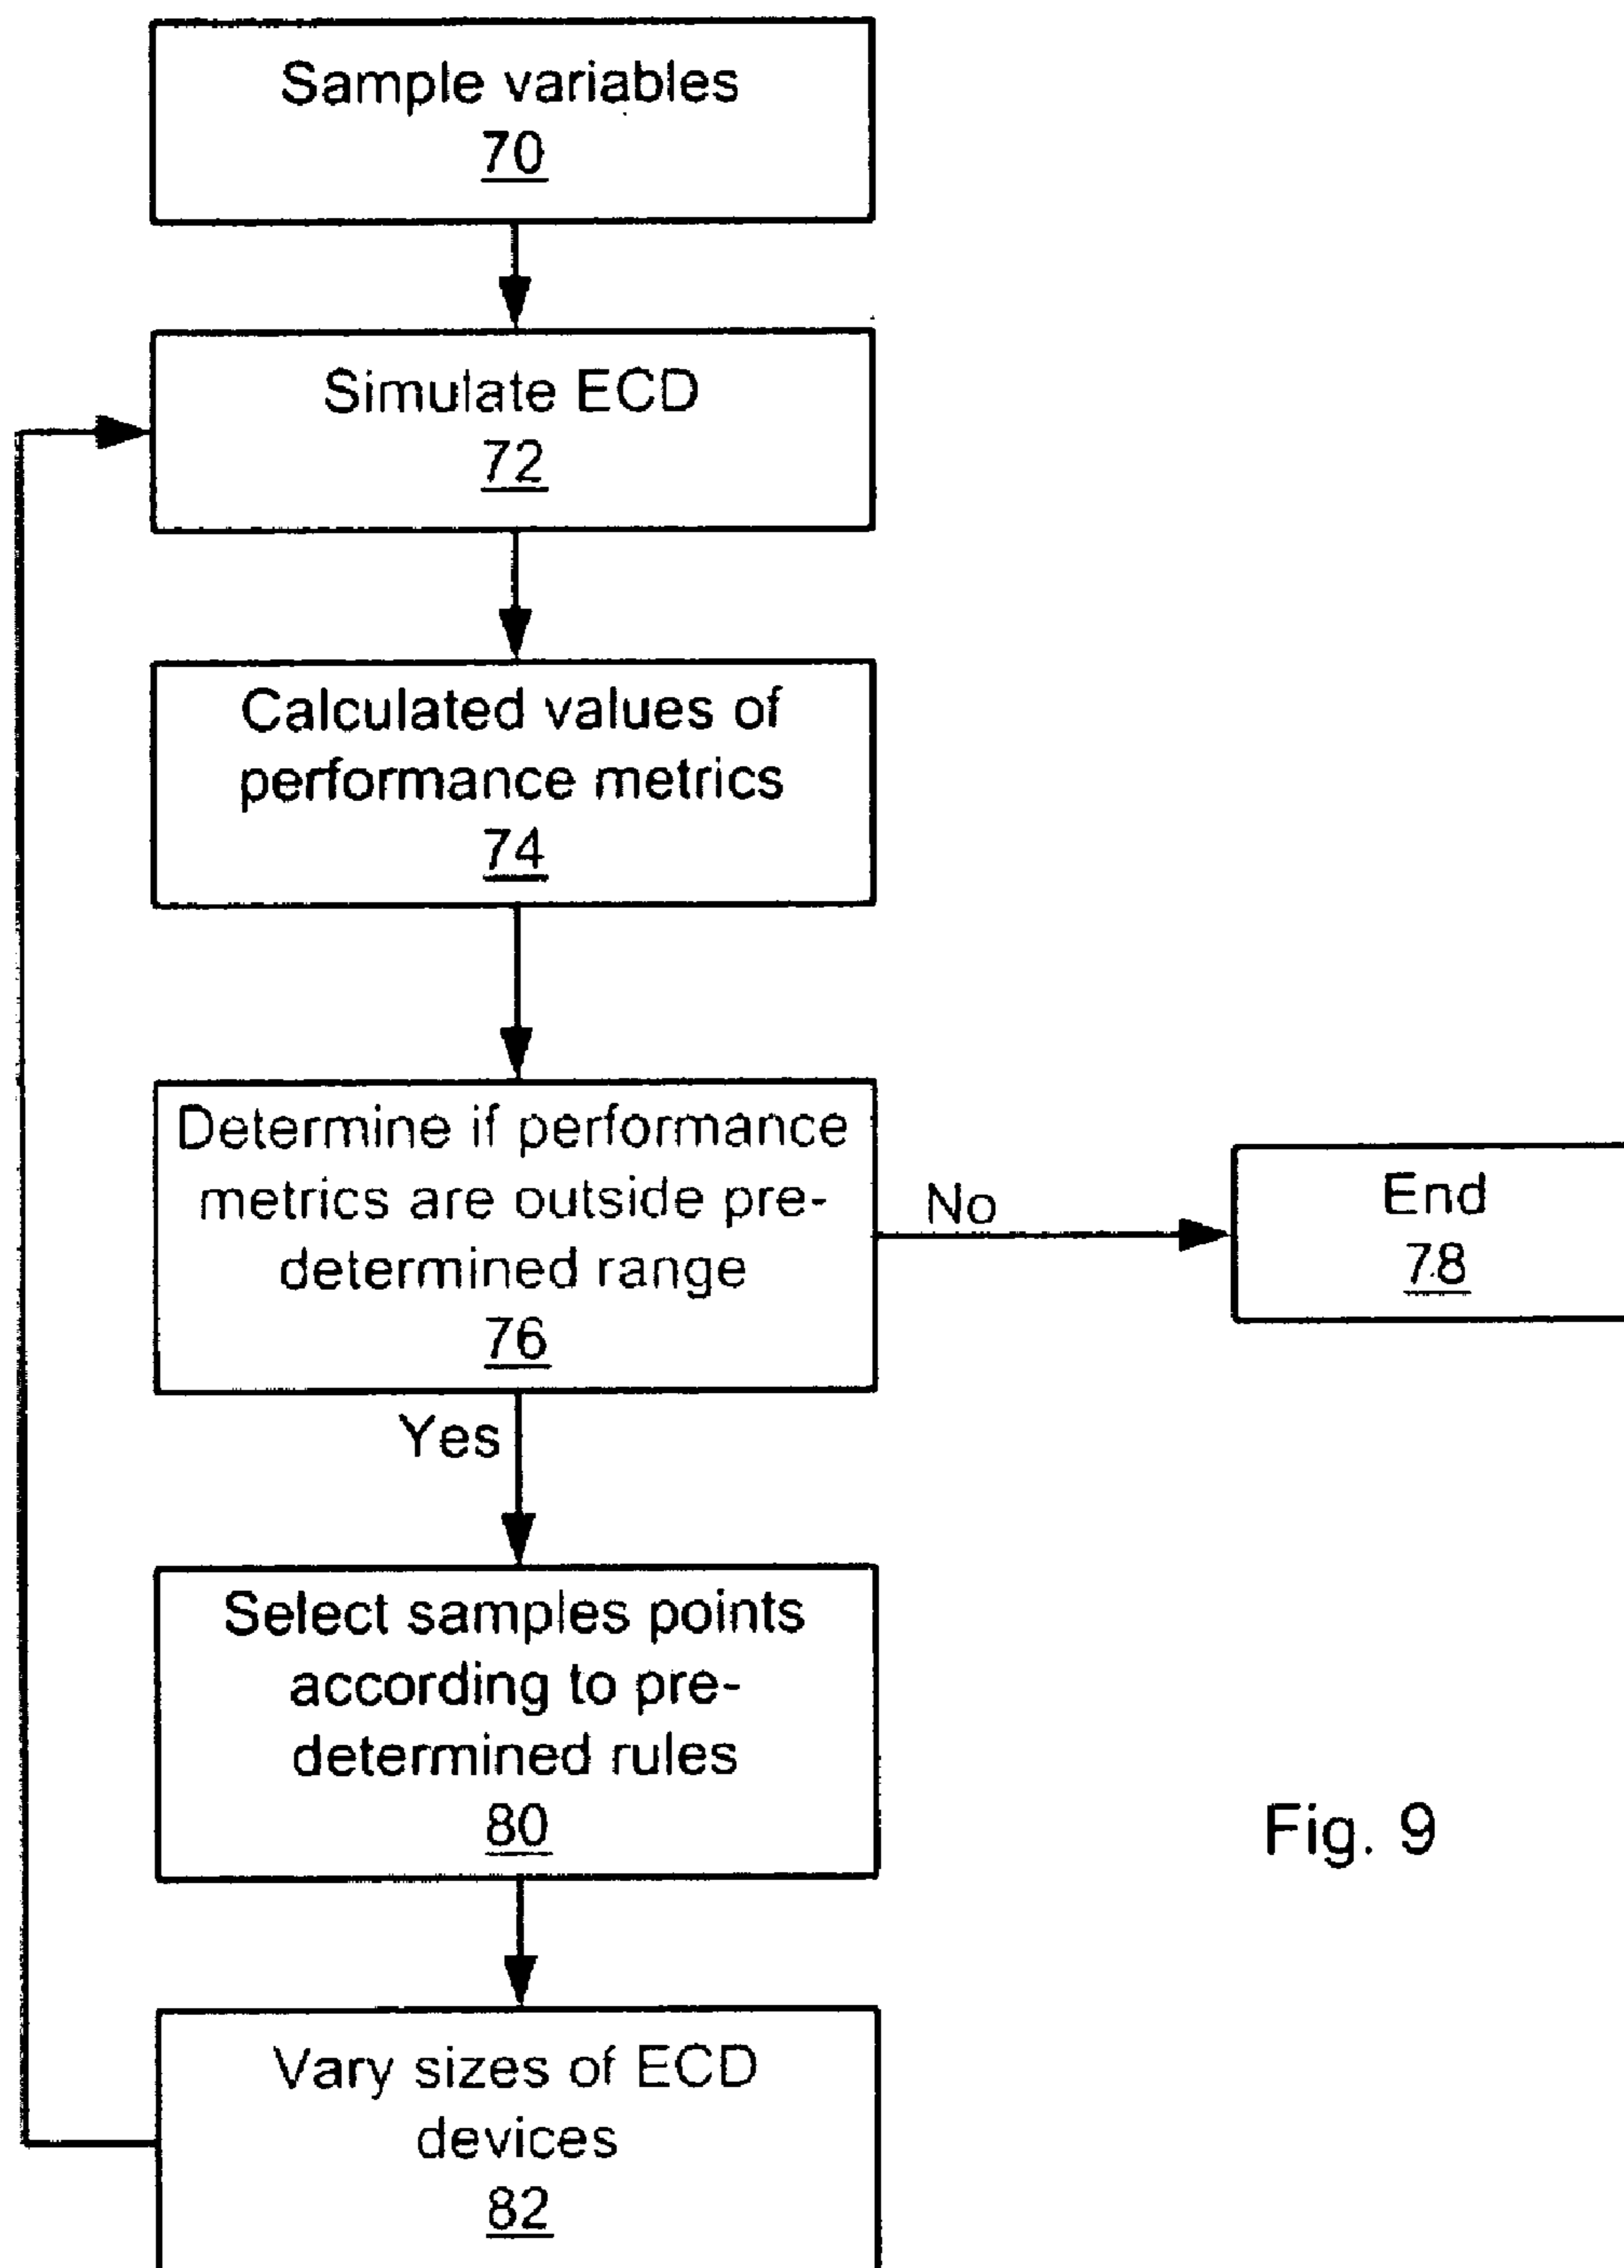 Sample variables
70
Simulate ECD
72
Calculated values of
performance metrics
74
Determine if performance
metrics are outside pre-
determined range
76
No
End
78
Yes
Select samples points
according to pre-
determined rules
80
Fig. 9
Vary sizes of ECD
devices
82